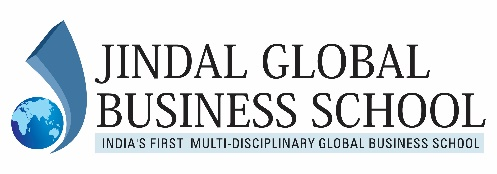 JINDAL GLOBAL
BUSINESS SCHOOL
INDIA'S FIRST MULTI-DISCIPLINARY GLOBAL BUSINESS SCHOOL